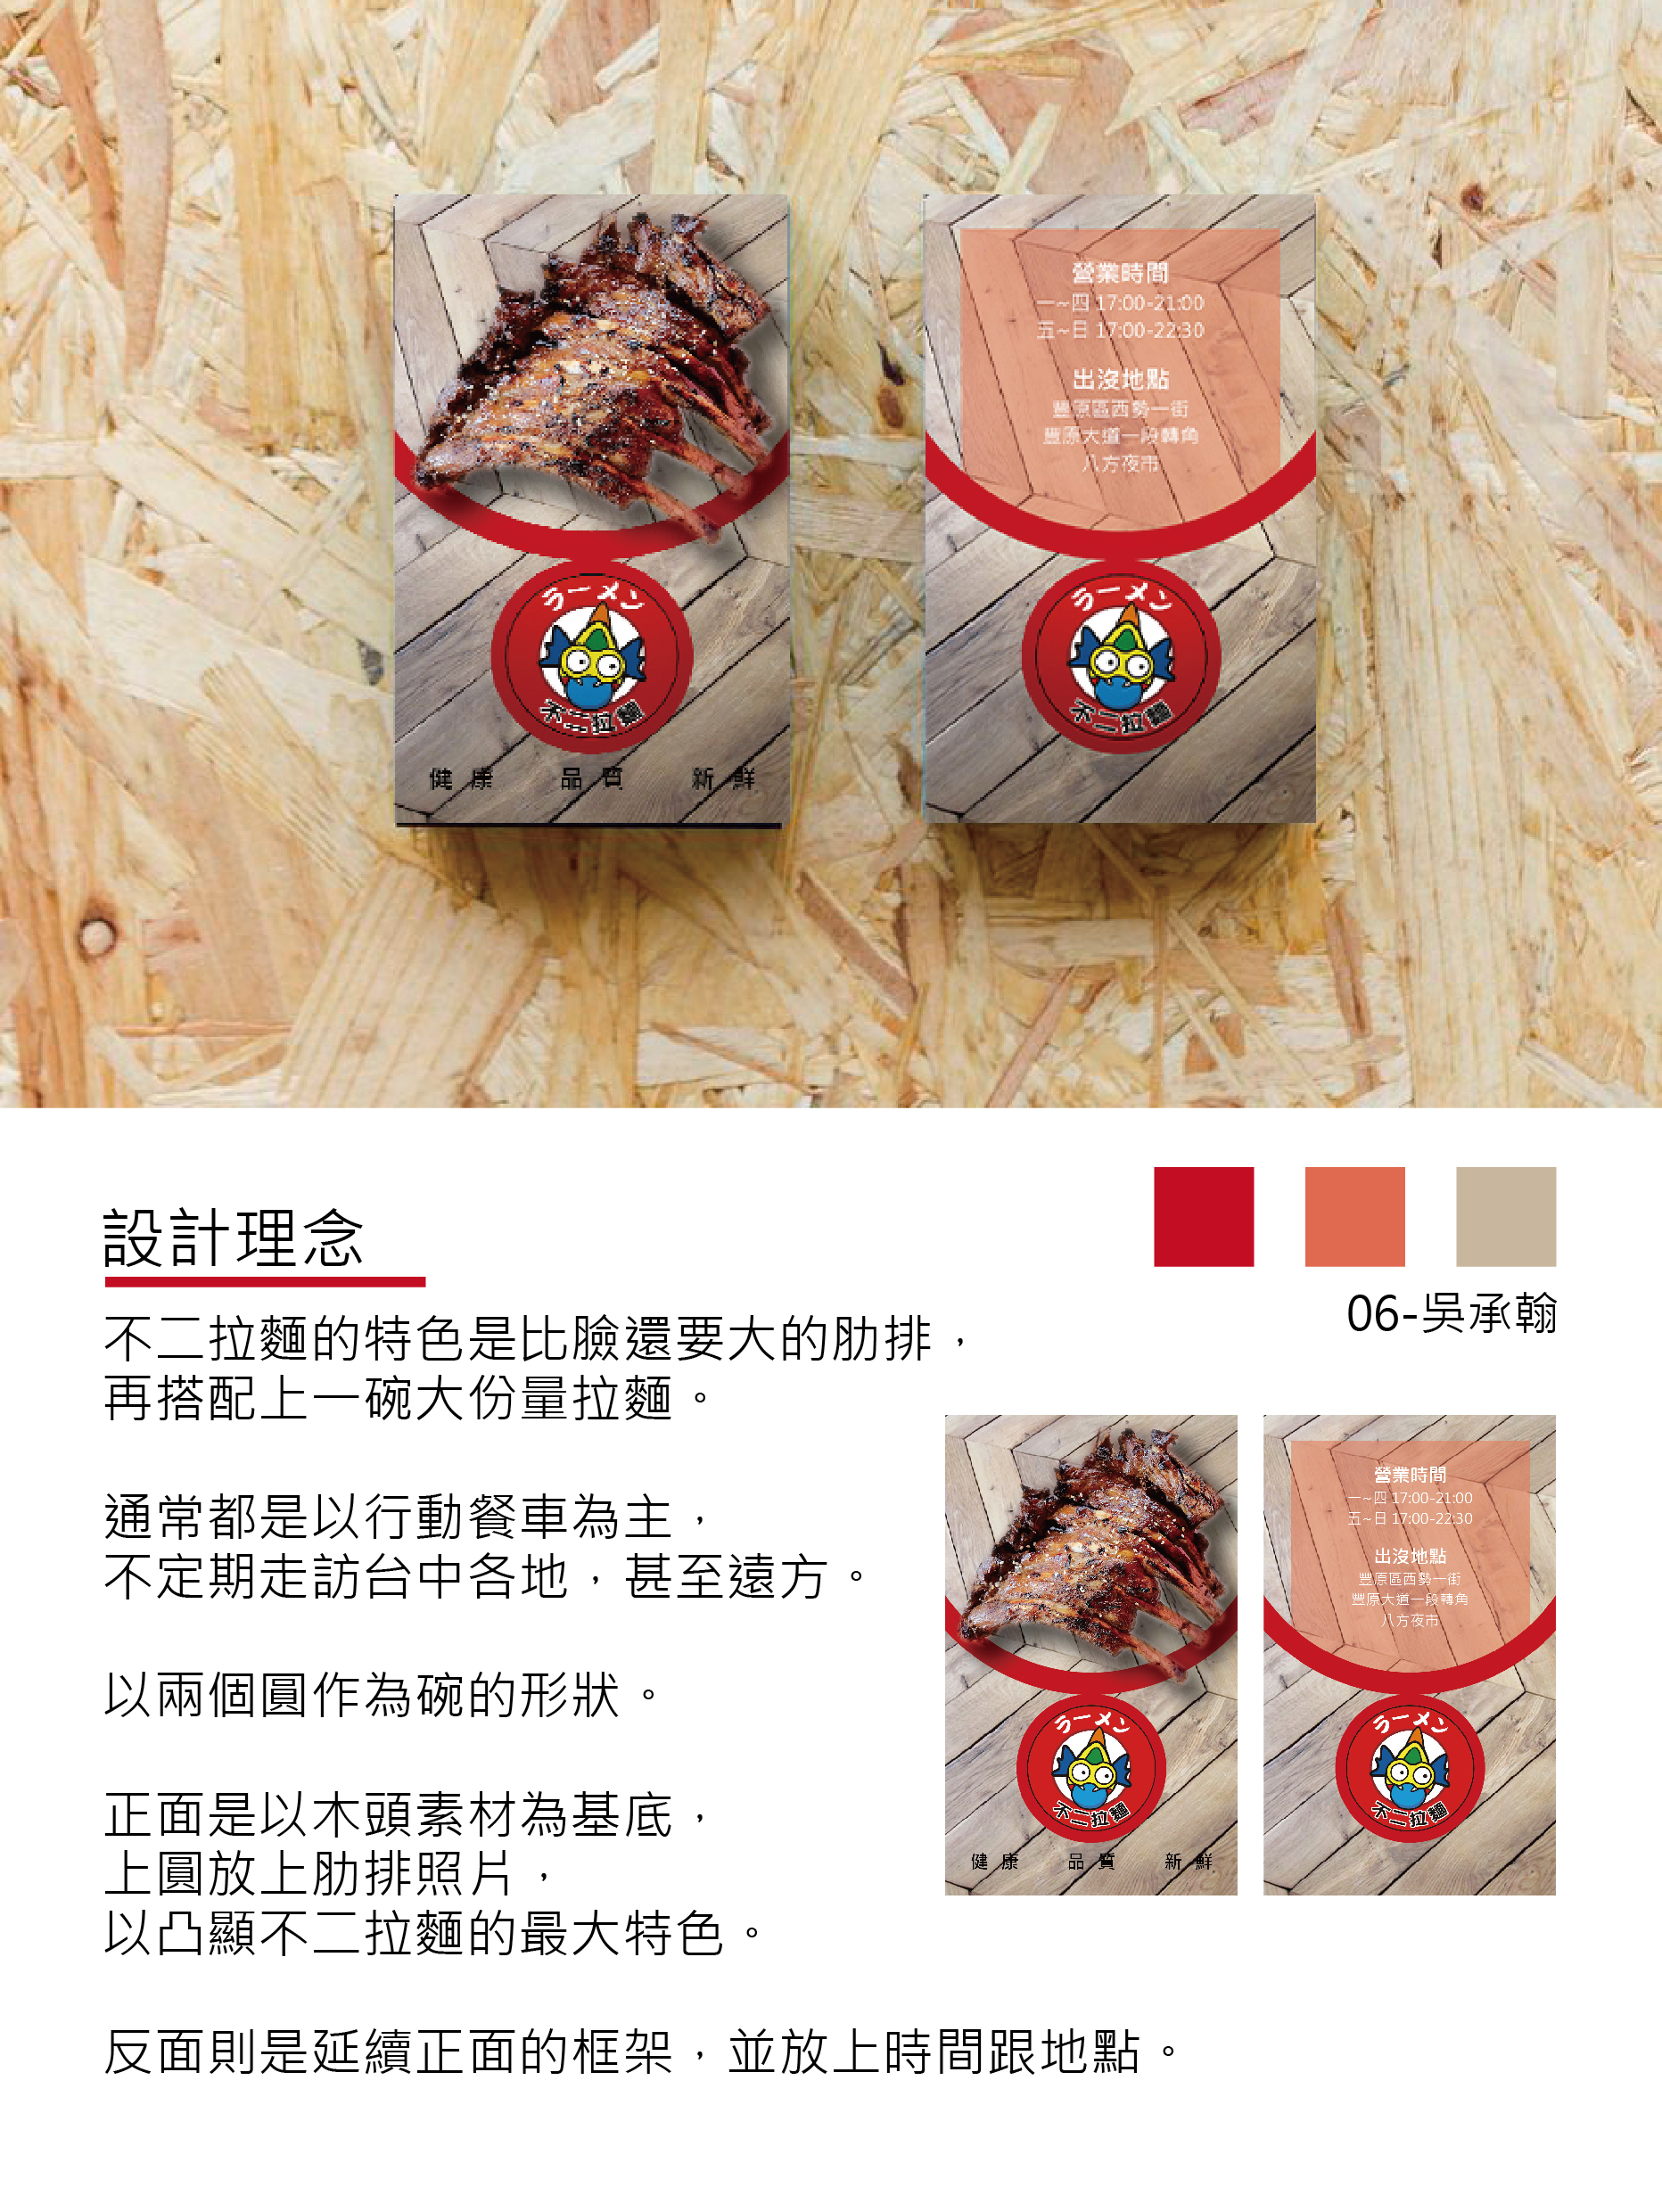 營業時間
一~四 17:00-21:00
五~日 17:00-22:30
出沒地點
豐原區西勢一街
豐原大道一段轉角
八方夜市
ラーメン
不二拉麵
健康 品質 新鮮
ラーメン
不二拉麵
設計理念
06-吳承翰
不二拉麵的特色是比臉還要大的肋排，
再搭配上一碗大份量拉麵。
通常都是以行動餐車為主，
不定期走訪台中各地，甚至遠方。
以兩個圓作為碗的形狀。
正面是以木頭素材為基底，
上圓放上肋排照片，
以凸顯不二拉麵的最大特色。
反面則是延續正面的框架，並放上時間跟地點。
營業時間
一~四 17:00-21:00
五~日 17:00-22:30
出沒地點
豐原區西勢一街
豐原大道一段轉角
八方夜市
ラーメン
不二拉麵
健康 品質 新鮮
ラーメン
不二拉麵